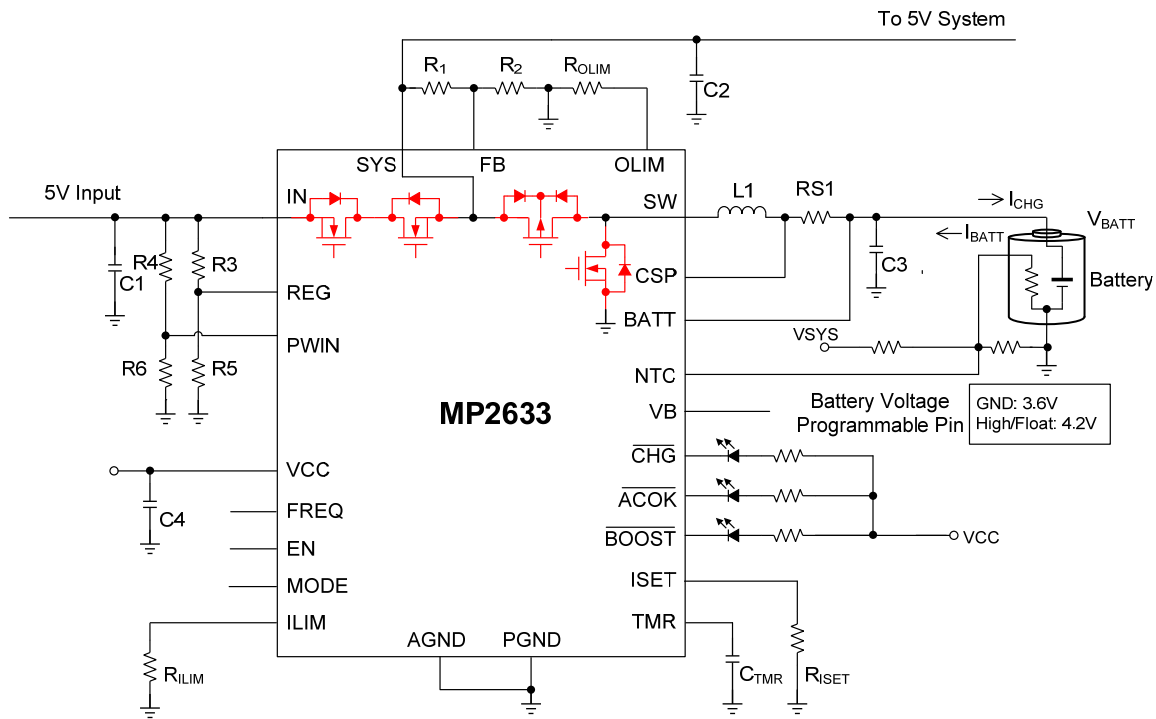 To 5V System
R1
R2
ROLIM
C2
SYS
FB
OLIM
5V Input
IN
SW
L1
RS1
ICHG
VBATT
IBATT
R4
R3
C1
CSP
C3
Battery
REG
BATT
PWIN
VSYS
R6
R5
NTC
MP2633
VB
Battery Voltage
Programmable Pin
GND: 3.6V
High/Float: 4.2V
CHG
VCC
ACOK
C4
FREQ
BOOST
VCC
EN
ISET
MODE
ILIM
TMR
AGND
PGND
RILIM
CTMR
RISET